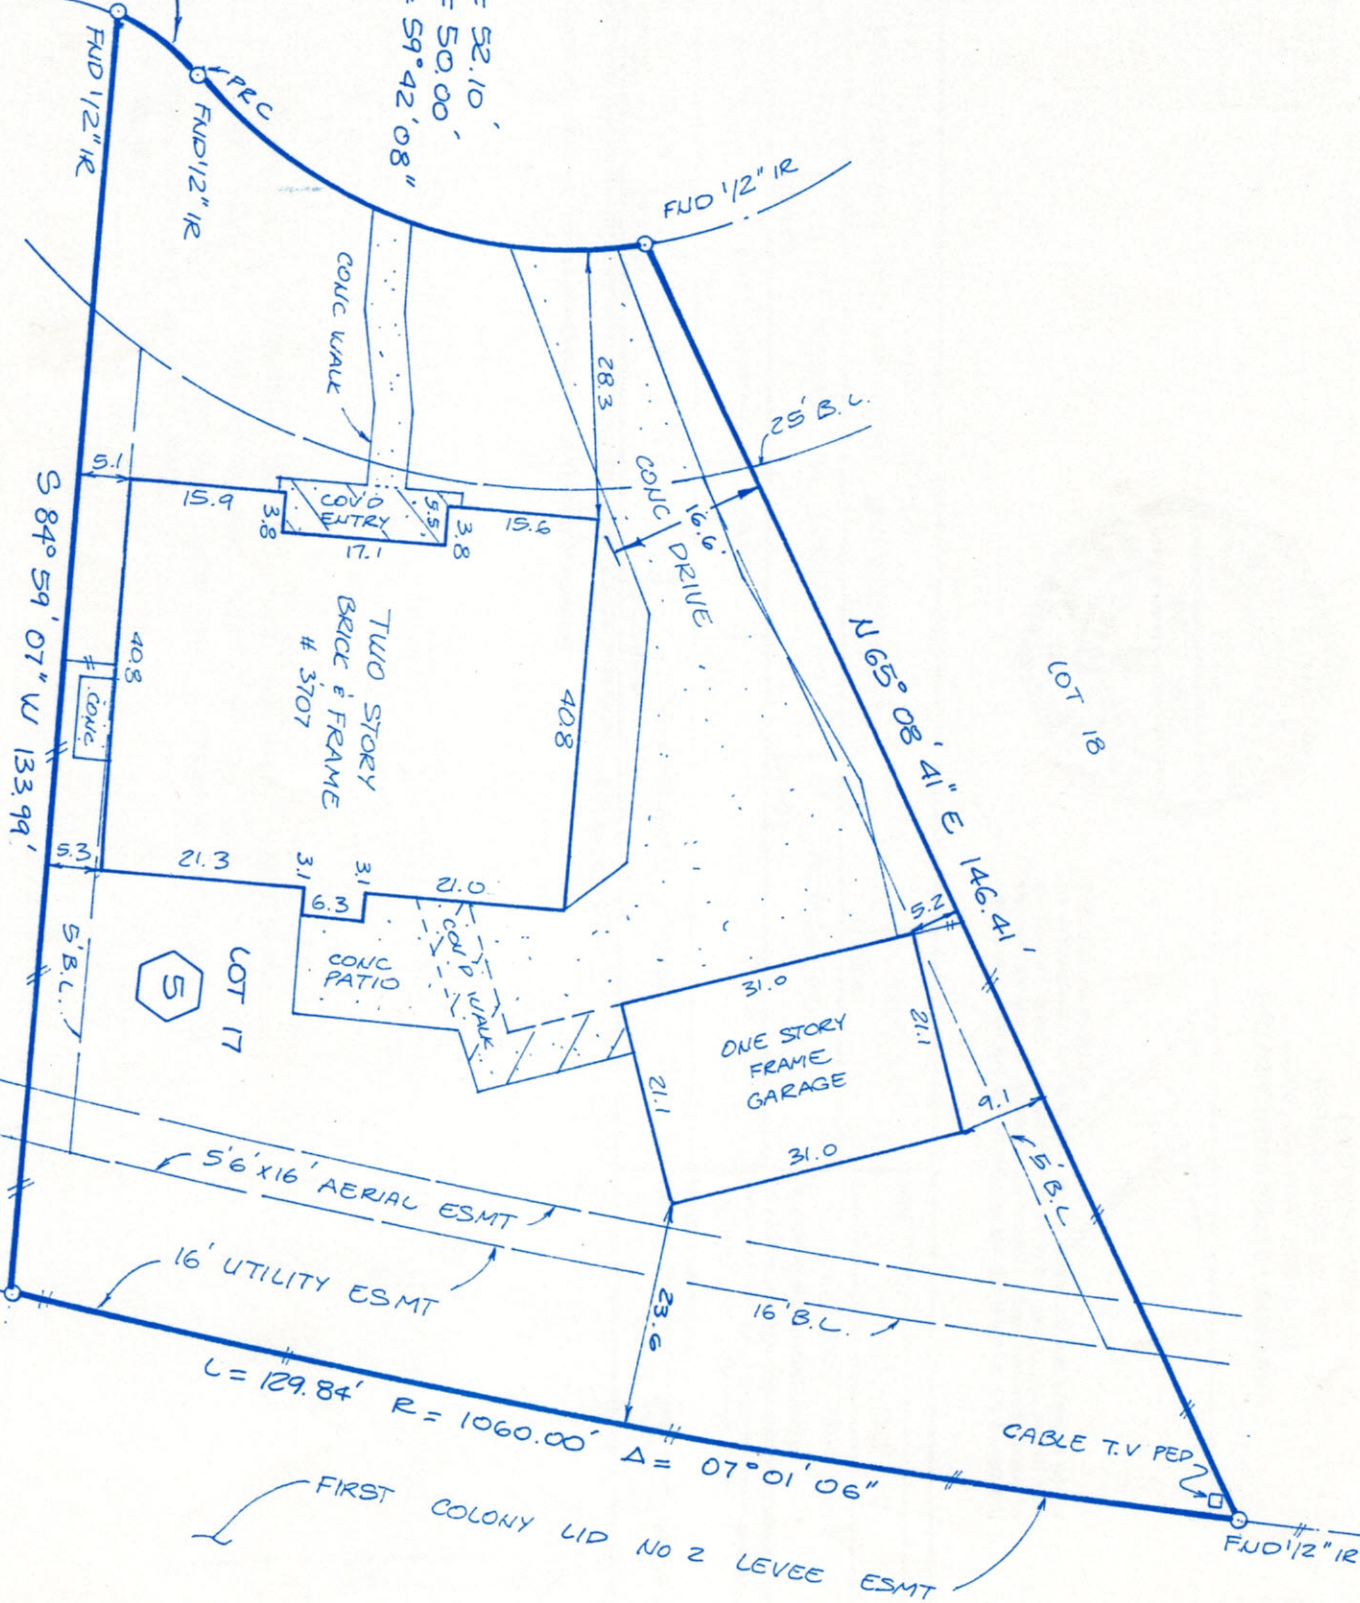 = 52.10'
= 50.00'
= 59°42'08"
FND 1/2" IR
PRC
FND 1/2" IR
FND 1/2" IR
CONC WALK
28.3
25' B.L.
CONC DRIVE
16.6
5.1
15.9
3.8
COV'D
ENTRY
5.5
3.8
17.1
15.6
S 84° 59' 07" W 133.99'
N 65° 08' 41" E 146.41'
LOT 18
TWO STORY
BRICK & FRAME
# 3707
40.8
40.8
CONC
5.3
21.3
3.1
6.3
3.1
21.0
5.2
5' B.L.
5
LOT 17
CONC
PATIO
COV'D WALK
31.0
ONE STORY
FRAME
GARAGE
21.1
21.1
31.0
9.1
5' B.L
5'6"X16' AERIAL ESMT
16' UTILITY ESMT
23.6
16' B.L.
L = 129.84' R = 1060.00' Δ = 07°01'06"
CABLE T.V PED
FIRST COLONY LID NO 2 LEVEE ESMT
FND 1/2" IR